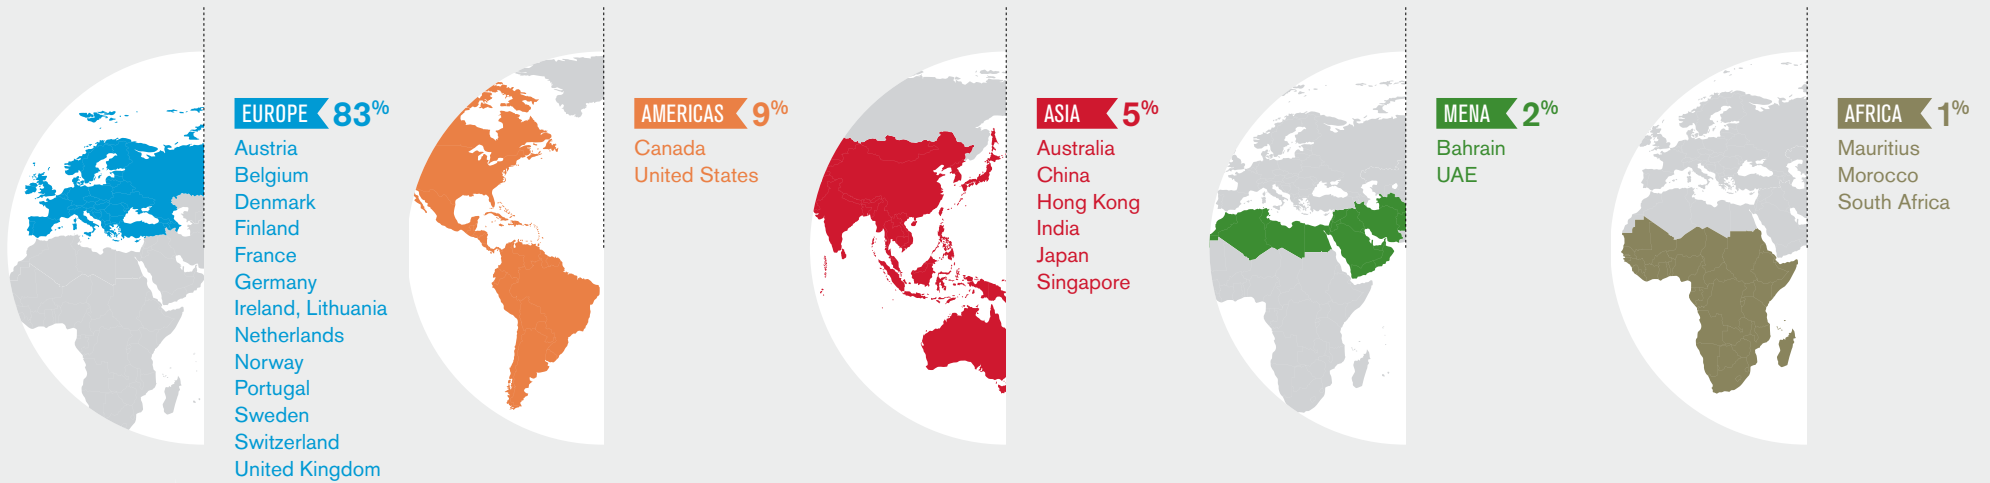 EUROPE 83%
Austria
Belgium
Denmark
Finland
France
Germany
Ireland, Lithuania
Netherlands
Norway
Portugal
Sweden
Switzerland
United Kingdom
AMERICAS 9%
Canada
United States
ASIA 5%
Australia
China
Hong Kong
India
Japan
Singapore
MENA 2%
Bahrain
UAE
AFRICA 1%
Mauritius
Morocco
South Africa